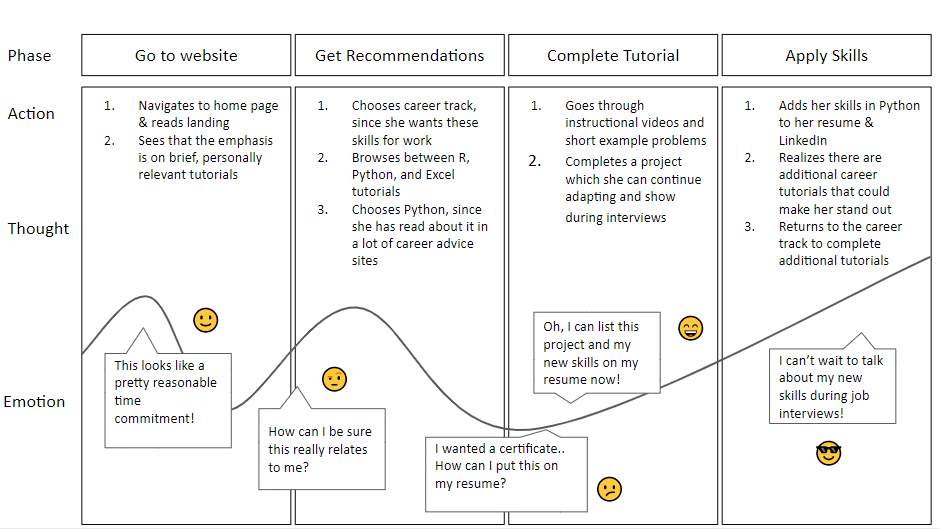 Phase
Go to website
Get Recommendations
Complete Tutorial
Apply Skills
Action
Thought
Emotion
1. Navigates to home page
& reads landing
2. Sees that the emphasis
is on brief, personally
relevant tutorials
1. Chooses career track,
since she wants these
skills for work
2. Browses between R,
Python, and Excel
tutorials
3. Chooses Python, since
she has read about it in
a lot of career advice
sites
1. Goes through
instructional videos and
short example problems
2. Completes a project
which she can continue
adapting and show
during interviews
1. Adds her skills in Python
to her resume &
LinkedIn
2. Realizes there are
additional career
tutorials that could
make her stand out
3. Returns to the career
track to complete
additional tutorials
This looks like a
pretty reasonable
time
commitment!
How can I be sure
this really relates
to me?
I wanted a certificate..
How can I put this on
my resume?
Oh, I can list this
project and my
new skills on my
resume now!
I can’t wait to talk
about my new
skills during job
interviews!